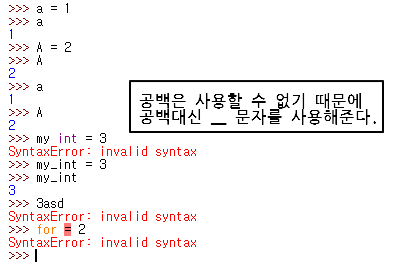 >>> a = 1
>>> a
1
>>> A = 2
>>> A
2
>>> a
1
>>> A
2
>>> my int = 3
SyntaxError: invalid syntax
>>> my_int = 3
>>> my_int
3
>>> 3asd
SyntaxError: invalid syntax
>>> for = 2
SyntaxError: invalid syntax
>>>
공백은 사용할 수 없기 때문에
공백대신 __ 문자를 사용해준다.